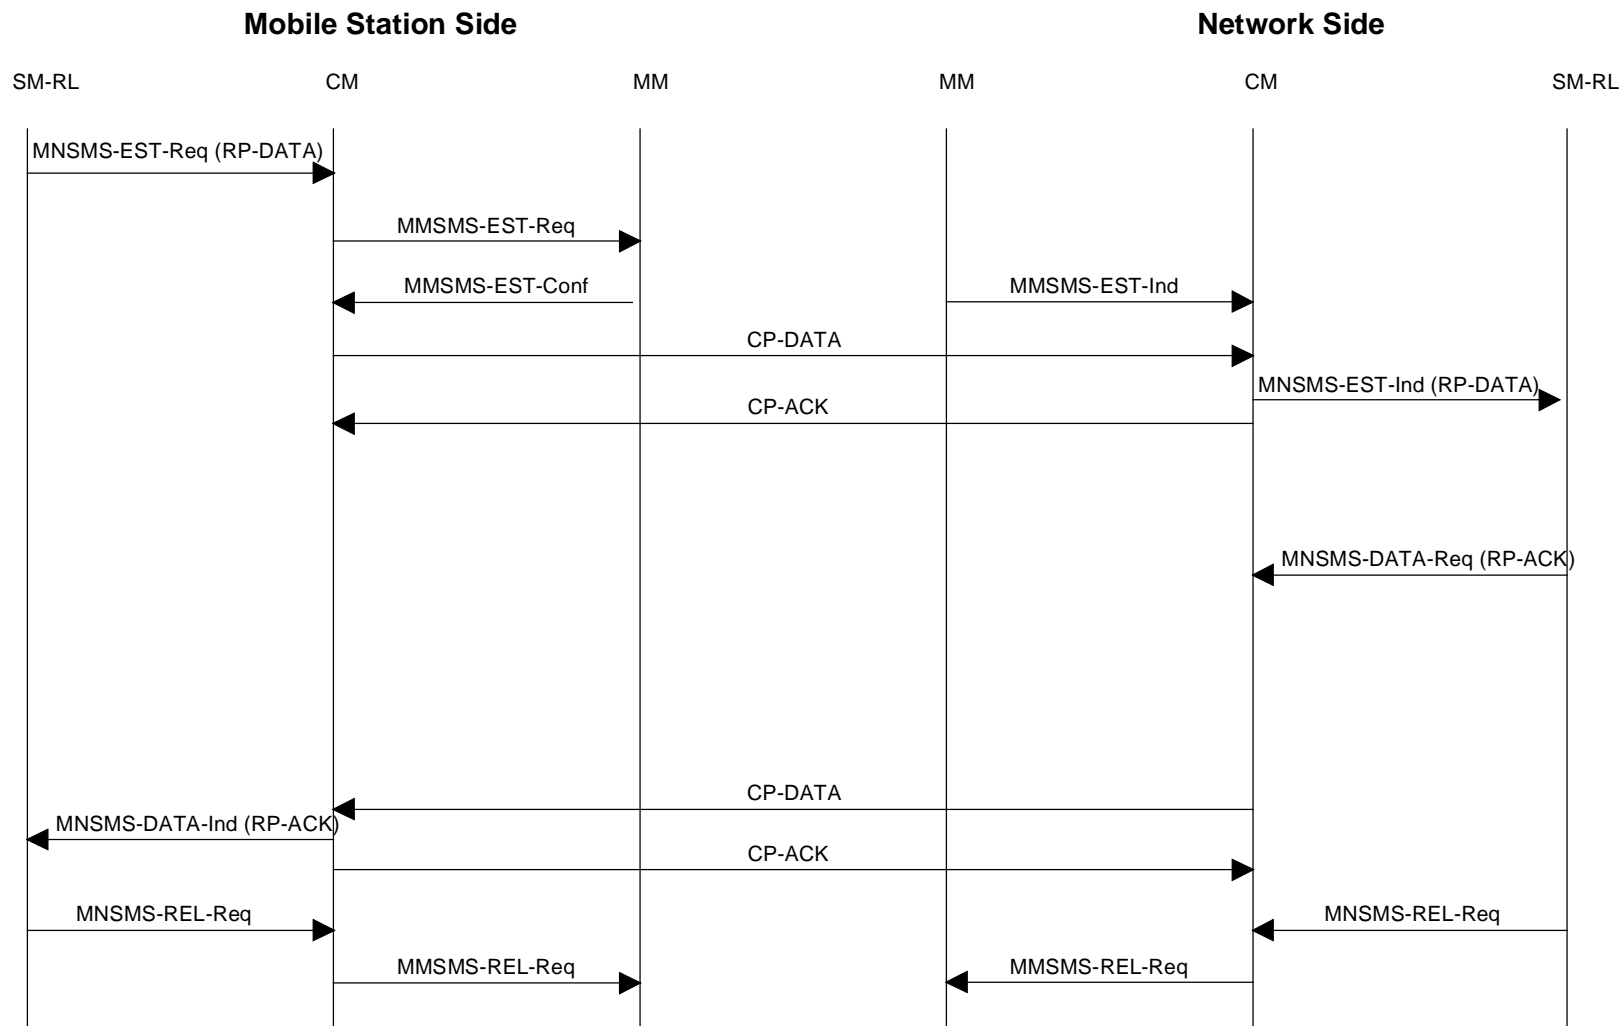 Mobile Station Side Network Side
SM-RL CM MM MM CM SM-RL
MNSMS-EST-Req (RP-DATA)
MMSMS-EST-Req
MMSMS-EST-Conf MMSMS-EST-Ind
CP-DATA
MNSMS-EST-Ind (RP-DATA)
CP-ACK
MNSMS-DATA-Req (RP-ACK)
CP-DATA
MNSMS-DATA-Ind (RP-ACK)
CP-ACK
MNSMS-REL-Req MNSMS-REL-Req
MMSMS-REL-Req MMSMS-REL-Req